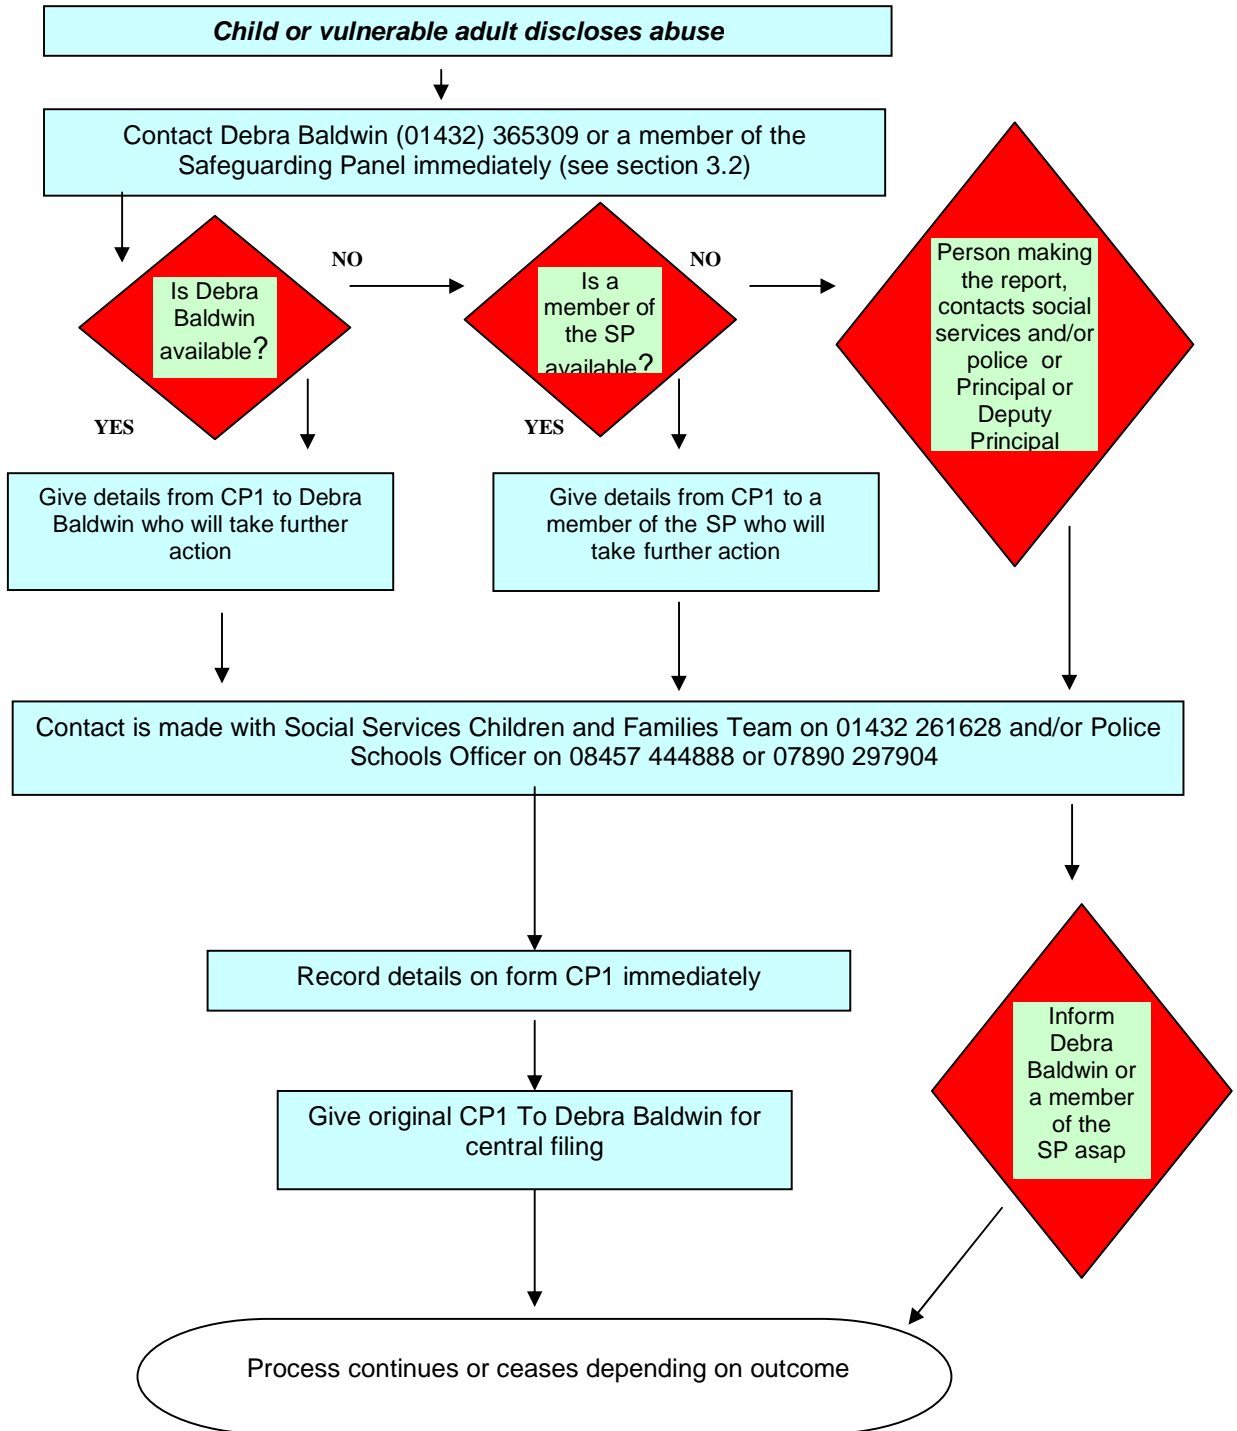 Child or vulnerable adult discloses abuse
Contact Debra Baldwin (01432) 365309 or a member of the
Safeguarding Panel immediately (see section 3.2)
Is Debra
Baldwin
available?
NO
YES
Is a
member of
the SP
available?
NO
YES
Person making
the report,
contacts social
services and/or
police or
Principal or
Deputy
Principal
Give details from CP1 to Debra
Baldwin who will take further
action
Give details from CP1 to a
member of the SP who will
take further action
Contact is made with Social Services Children and Families Team on 01432 261628 and/or Police
Schools Officer on 08457 444888 or 07890 297904
Record details on form CP1 immediately
Give original CP1 To Debra Baldwin for
central filing
Inform
Debra
Baldwin or
a member
of the
SP asap
Process continues or ceases depending on outcome